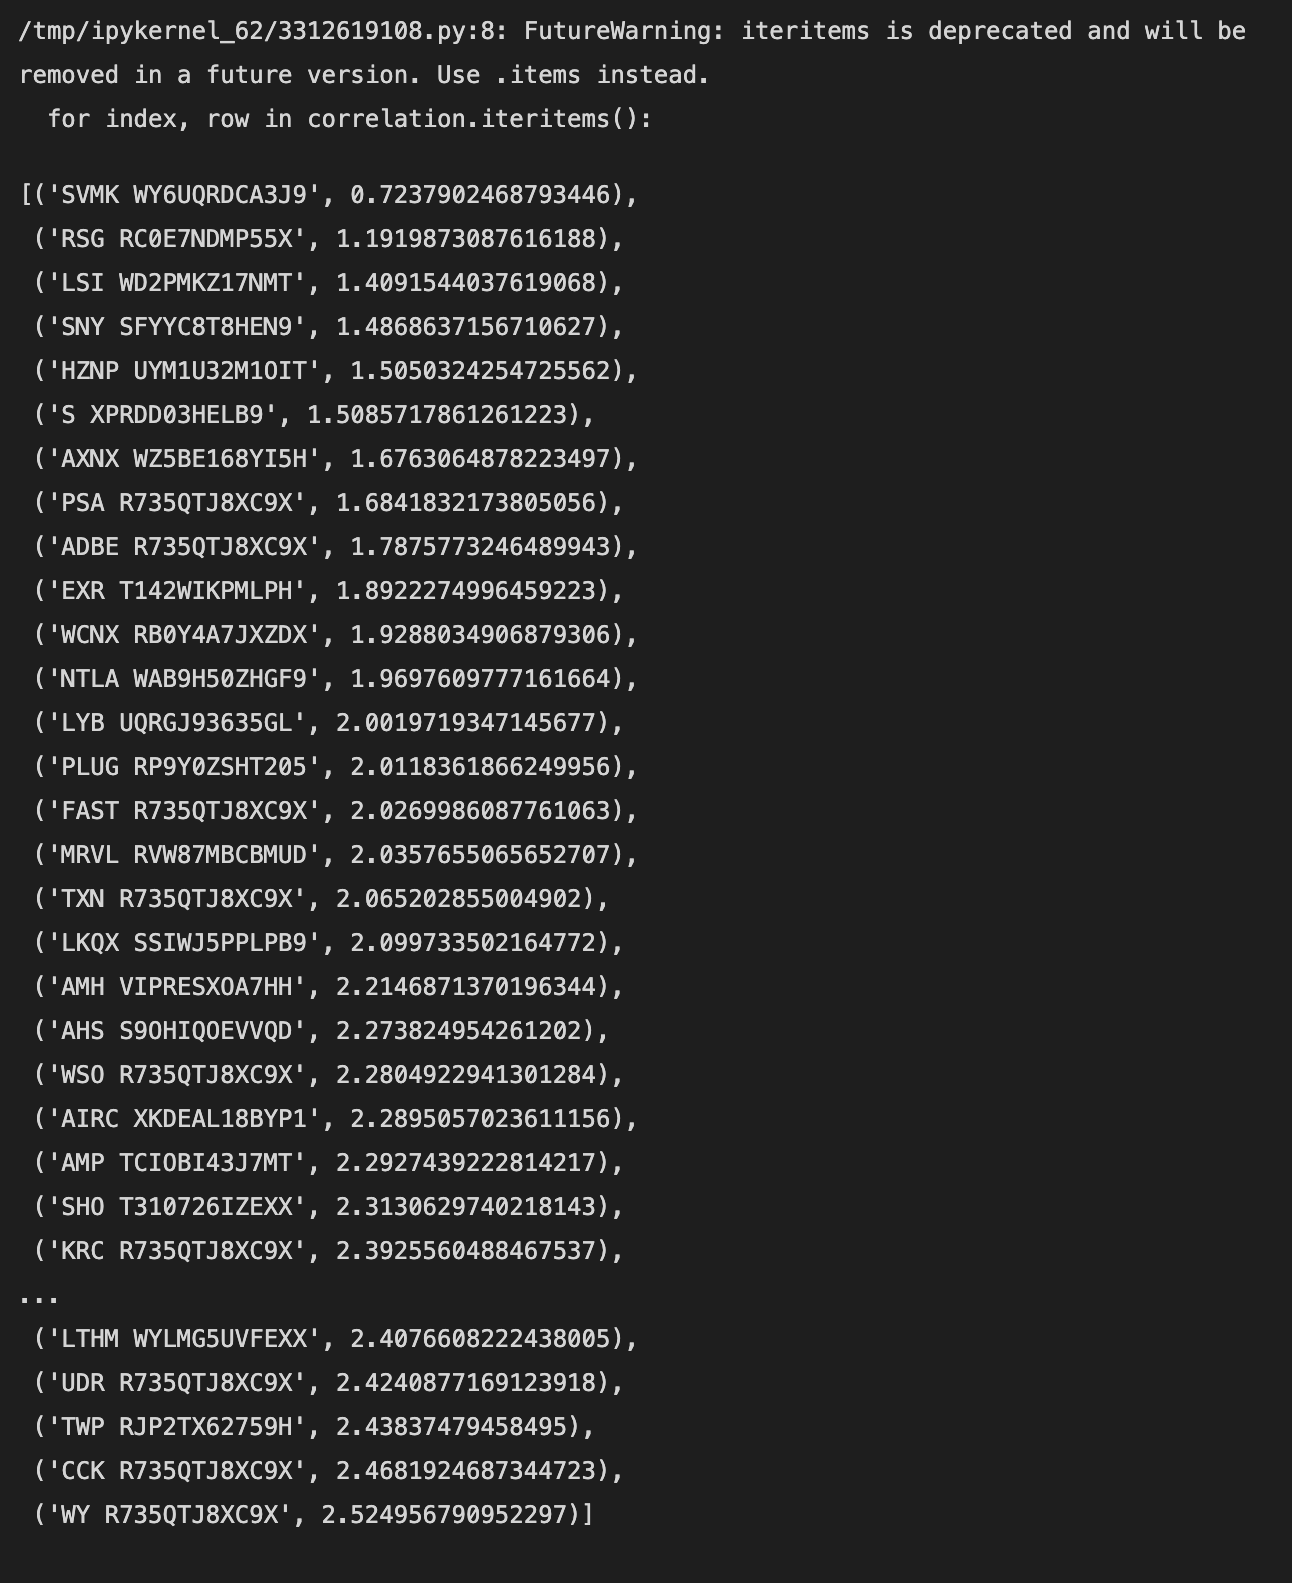 /tmp/ipykernel_62/3312619108.py:8: FutureWarning: iteritems is deprecated and will be
removed in a future version. Use .items instead.
  for index, row in correlation.iteritems():
[('SVMK WY6UQRDCA3J9', 0.7237902468793446),
 ('RSG RC0E7NDMP55X', 1.1919873087616188),
 ('LSI WD2PMKZ17NMT', 1.4091544037619068),
 ('SNY SFYYC8T8HEN9', 1.4868637156710627),
 ('HZNP UYM1U32M1OIT', 1.5050324254725562),
 ('S XPRDD03HELB9', 1.5085717861261223),
 ('AXNX WZ5BE168YI5H', 1.6763064878223497),
 ('PSA R735QTJ8XC9X', 1.6841832173805056),
 ('ADBE R735QTJ8XC9X', 1.7875773246489943),
 ('EXR T142WIKPMLPH', 1.8922274996459223),
 ('WCNX RB0Y4A7JXZDX', 1.9288034906879306),
 ('NTLA WAB9H50ZHGF9', 1.9697609777161664),
 ('LYB UQRGJ93635GL', 2.0019719347145677),
 ('PLUG RP9Y0ZSHT205', 2.0118361866249956),
 ('FAST R735QTJ8XC9X', 2.0269986087761063),
 ('MRVL RVW87MBCBMUD', 2.0357655065652707),
 ('TXN R735QTJ8XC9X', 2.065202855004902),
 ('LKQX SSIWJ5PPLPB9', 2.099733502164772),
 ('AMH VIPRESXOA7HH', 2.2146871370196344),
 ('AHS S9OHIQOEVVQD', 2.273824954261202),
 ('WSO R735QTJ8XC9X', 2.2804922941301284),
 ('AIRC XKDEAL18BYP1', 2.2895057023611156),
 ('AMP TCIOBI43J7MT', 2.2927439222814217),
 ('SHO T310726IZEXX', 2.3130629740218143),
 ('KRC R735QTJ8XC9X', 2.3925560488467537),
...
 ('LTHM WYLMG5UVFEXX', 2.4076608222438005),
 ('UDR R735QTJ8XC9X', 2.4240877169123918),
 ('TWP RJP2TX62759H', 2.43837479458495),
 ('CCK R735QTJ8XC9X', 2.4681924687344723),
 ('WY R735QTJ8XC9X', 2.524956790952297)]